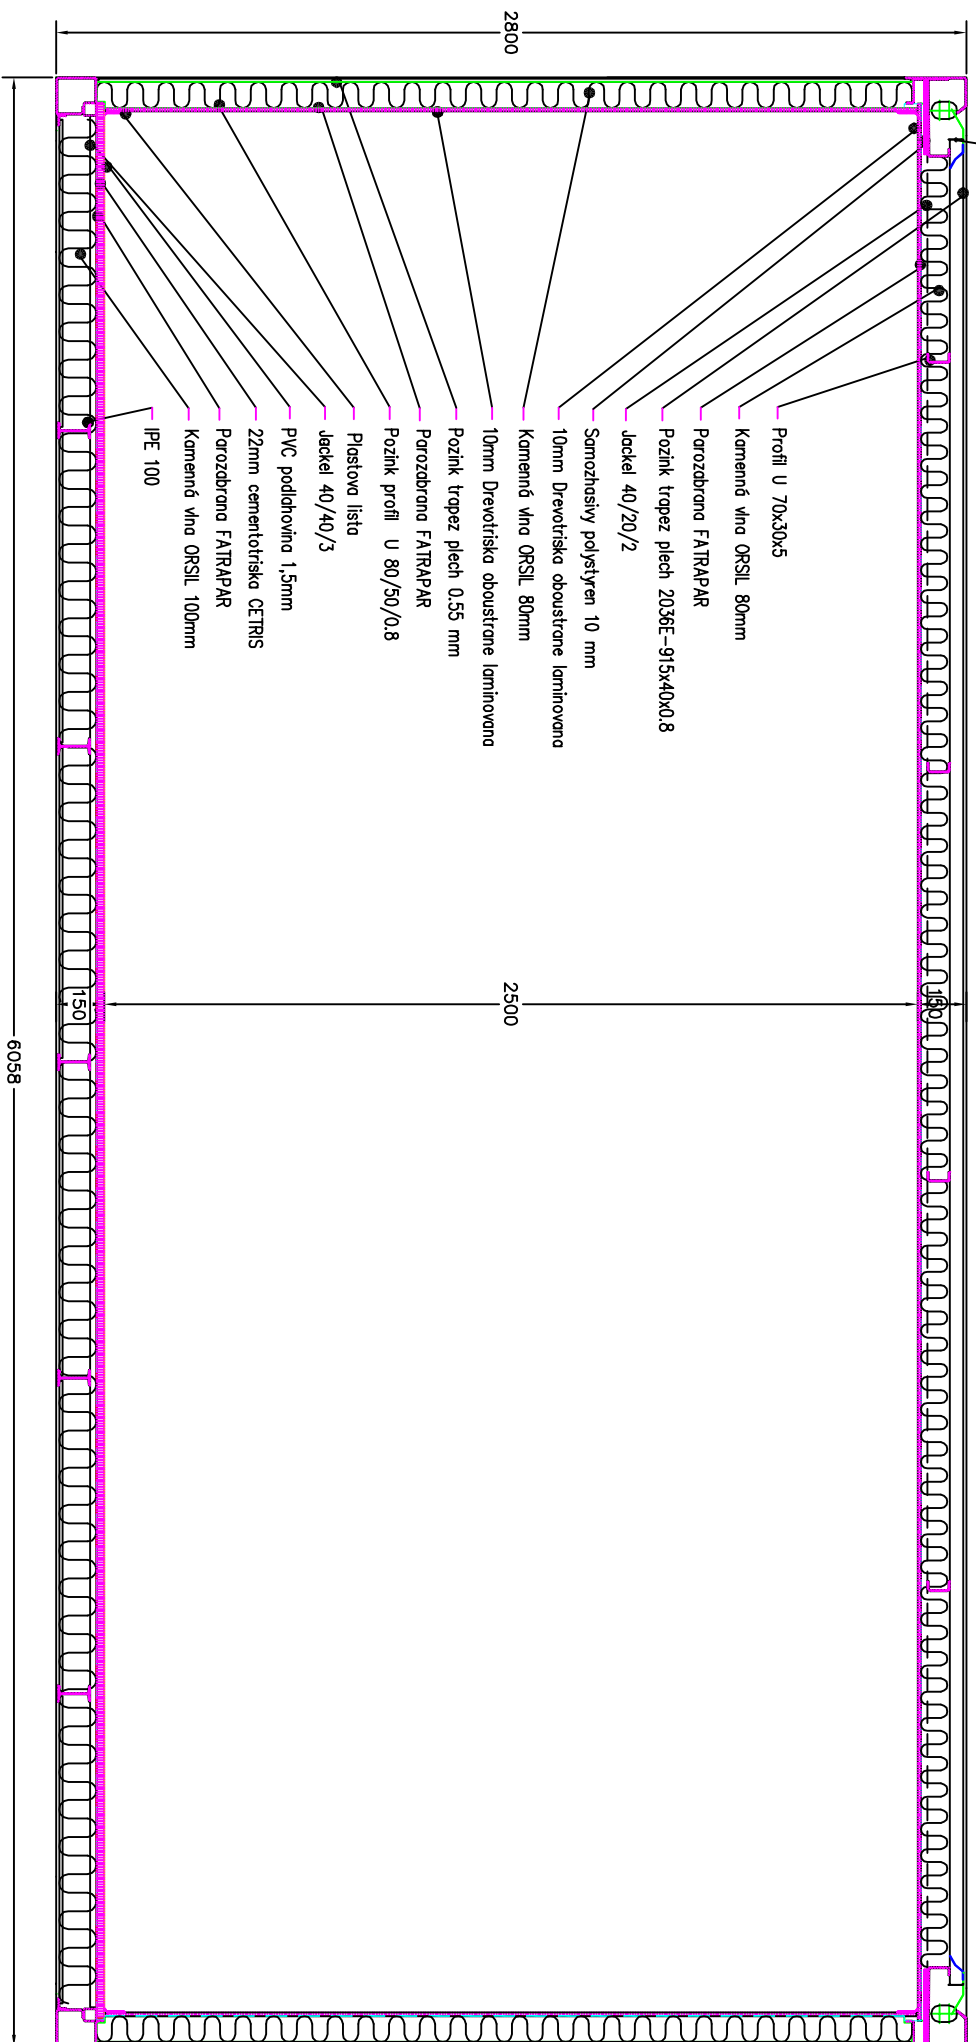 2800
Profil U 70x30x5
Kamenná vlna ORSIL 80mm
Parozabrana FATRAPAR
Pozink trapez plech 2036E-915x40x0.8
Jackel 40/20/2
Samozhasivy polystyren 10 mm
10mm Drevotriska oboustrane laminovana
Kamenná vlna ORSIL 80mm
10mm Drevotriska oboustrane laminovana
Pozink trapez plech 0.55 mm
Parozabrana FATRAPAR
Pozink profil U 80/50/0.8
Plastova lista
Jackel 40/40/3
PVC podlahovina 1,5mm
22mm cementotriska CETRIS
Parozabrana FATRAPAR
Kamenná vlna ORSIL 100mm
IPE 100
150
2500
150
6058